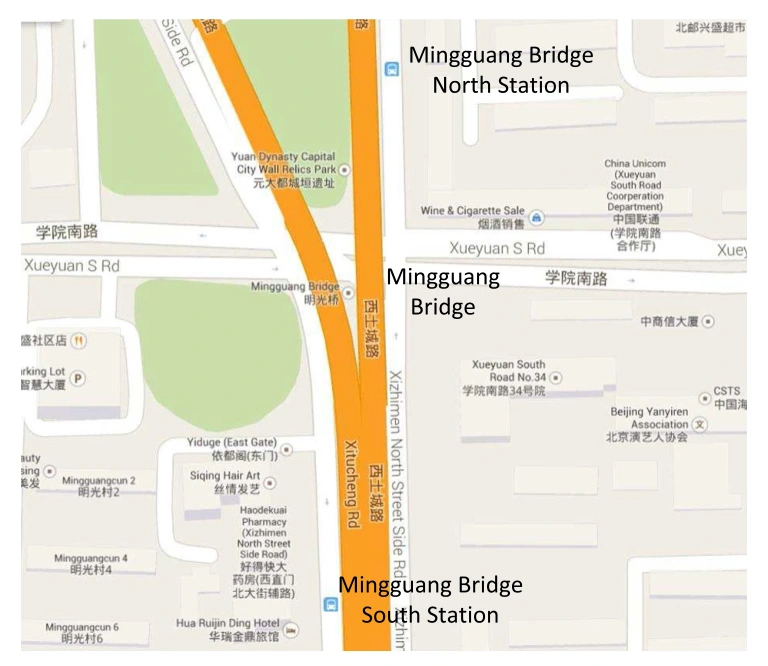 路
Side Rd
路
北邮兴盛超市
Mingguang Bridge
North Station
Yuan Dynasty Capital
City Wall Relics Park
元大都城垣遗址
China Unicom
(Xueyuan
South Road
Coorperation
Department)
中国联通
(学院南路
合作厅)
Wine & Cigarette Sale
烟酒销售
学院南路
Xueyuan S Rd
Xuey
Xueyuan S Rd
学院南路
Mingguang Bridge
明光桥
Mingguang
Bridge
西土城路
中商信大厦
盛社区店
arking Lot
智慧大厦
P
Xueyuan South
Road No.34
学院南路34号院
CSTS
中国海
Beijing Yanyiren
Association
北京演艺人协会
文
Xizhimen North Street Side Rd
Yiduge (East Gate)
依都阁(东门)
Xitucheng Rd
西土城路
auty
sing
美发
Mingguangcun 2
明光村2
Siqing Hair Art
丝情发艺
Haodekuai
Pharmacy
(Xizhimen
North Street
Side Road)
好得快大
药房(西直门
北大街辅路)
Mingguangcun 4
明光村4
Mingguang Bridge
South Station
Xizhim
Mingguangcun 6
明光村6
Hua Ruijin Ding Hotel
华瑞金鼎旅馆